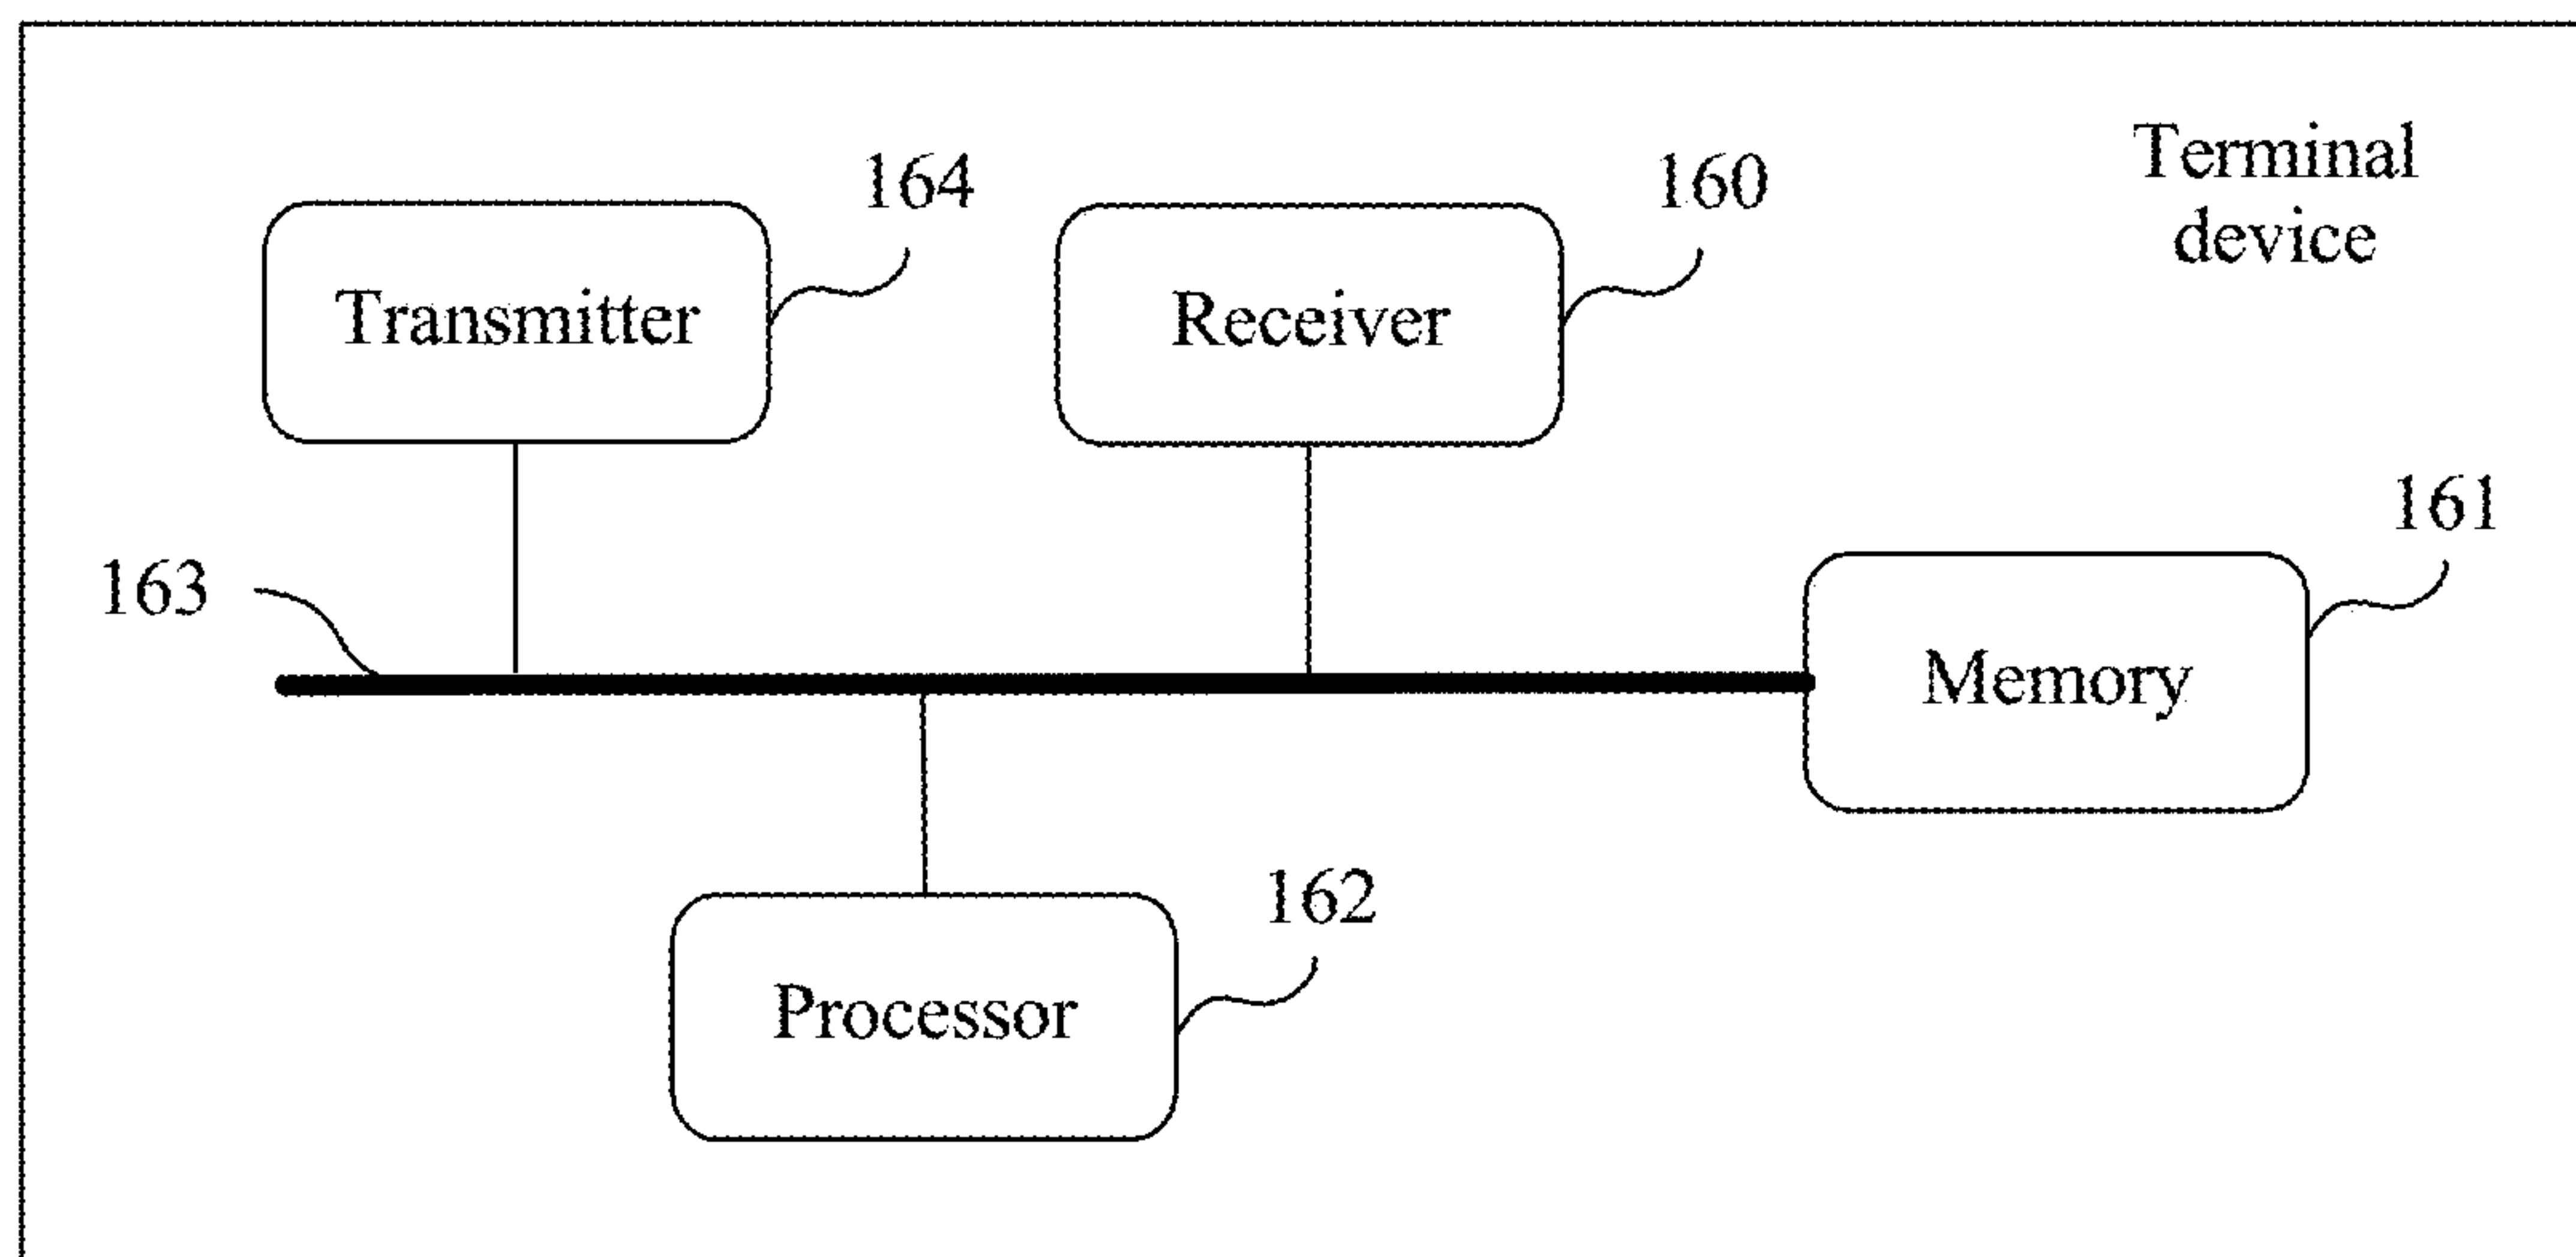 Terminal
device
164
160
Transmitter
Receiver
161
163
Memory
162
Processor